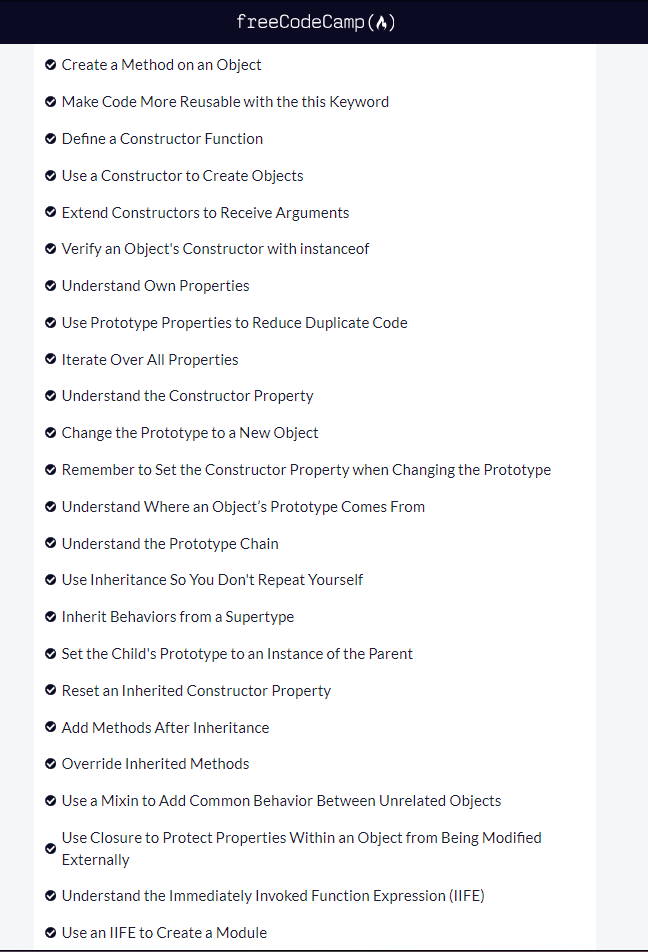 freeCodeCamp(🔥)
Create a Method on an Object
Make Code More Reusable with the this Keyword
Define a Constructor Function
Use a Constructor to Create Objects
Extend Constructors to Receive Arguments
Verify an Object's Constructor with instanceof
Understand Own Properties
Use Prototype Properties to Reduce Duplicate Code
Iterate Over All Properties
Understand the Constructor Property
Change the Prototype to a New Object
Remember to Set the Constructor Property when Changing the Prototype
Understand Where an Object’s Prototype Comes From
Understand the Prototype Chain
Use Inheritance So You Don't Repeat Yourself
Inherit Behaviors from a Supertype
Set the Child's Prototype to an Instance of the Parent
Reset an Inherited Constructor Property
Add Methods After Inheritance
Override Inherited Methods
Use a Mixin to Add Common Behavior Between Unrelated Objects
Use Closure to Protect Properties Within an Object from Being Modified
Externally
Understand the Immediately Invoked Function Expression (IIFE)
Use an IIFE to Create a Module